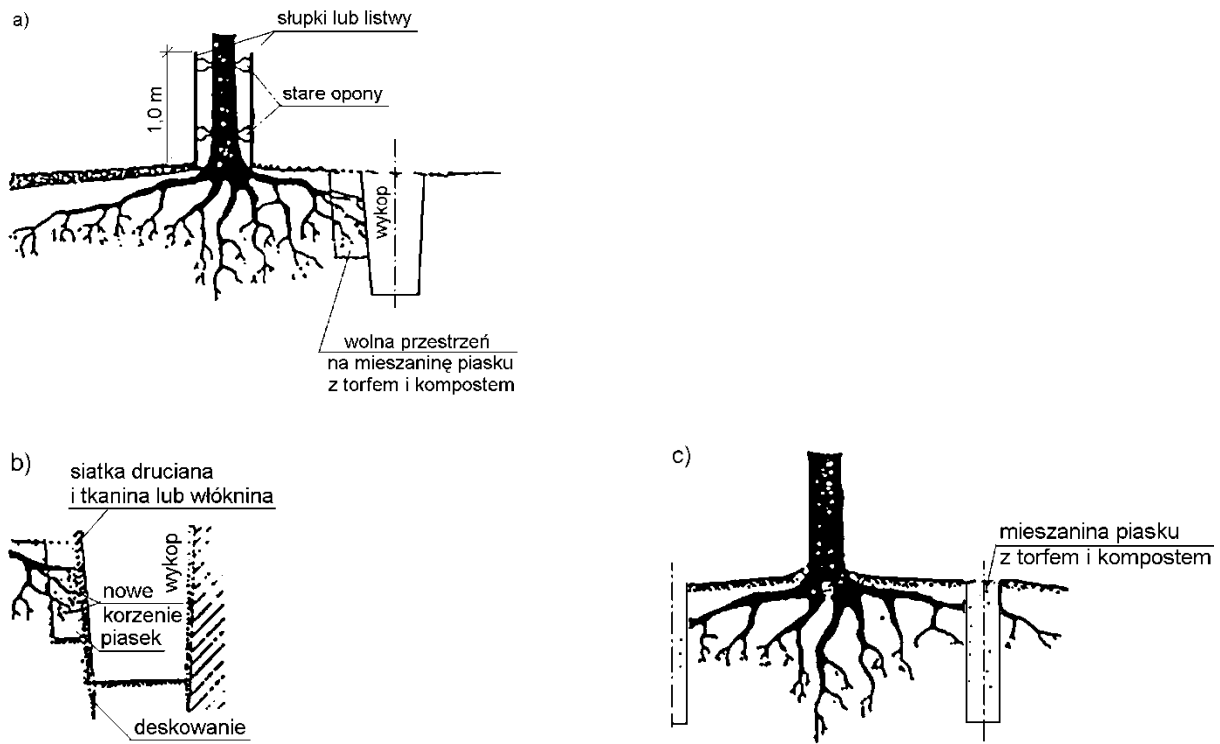 a)
słupki lub listwy
stare opony
1.0 m
wykop
wolna przestrzeń
na mieszaninę piasku
z torfem i kompostem
b)
siatka druciana
i tkanina lub włóknina
wykop
nowe
korzenie
piasek
deskowanie
c)
mieszanina piasku
z torfem i kompostem